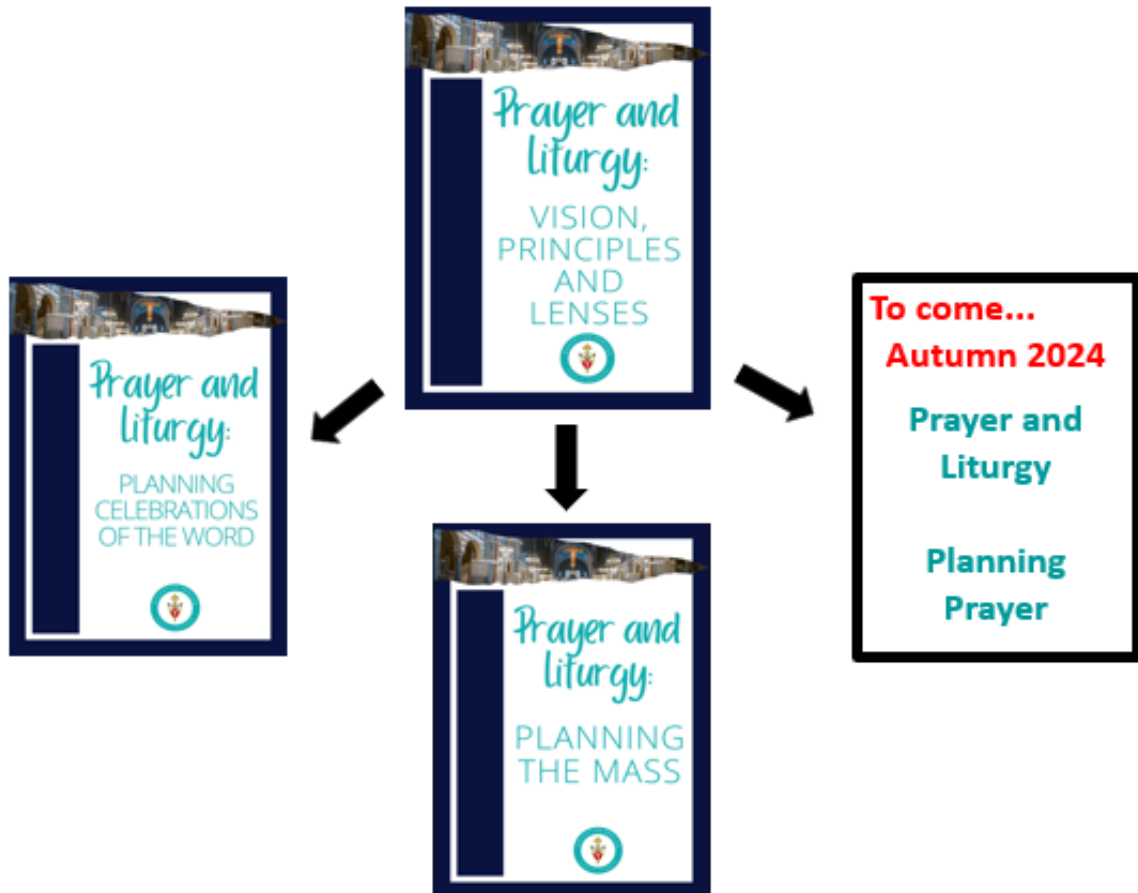 Prayer and
liturgy:
VISION,
PRINCIPLES
AND
LENSES
Prayer and
liturgy:
PLANNING
CELEBRATIONS
OF THE WORD
Prayer and
liturgy:
PLANNING
THE MASS
To come...
Autumn 2024
Prayer and
Liturgy
Planning
Prayer